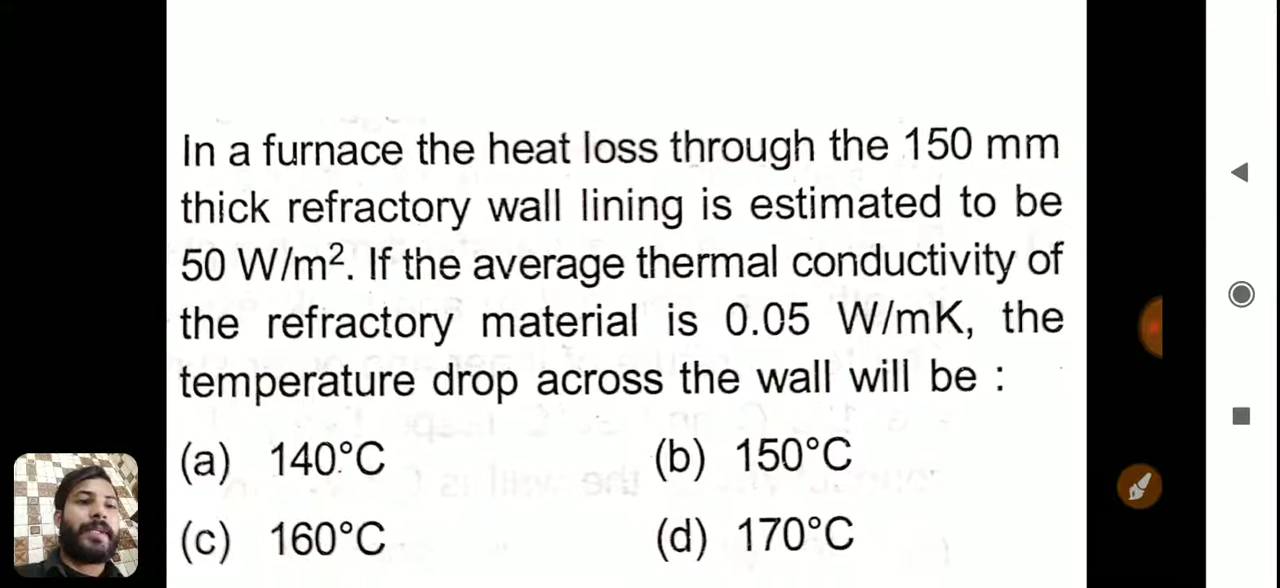 In a furnace the heat loss through the 150 mm
thick refractory wall lining is estimated to be
50 W/m². If the average thermal conductivity of
the refractory material is 0.05 W/mK, the
temperature drop across the wall will be :
(a) 140°C (b) 150°C
(c) 160°C (d) 170°C